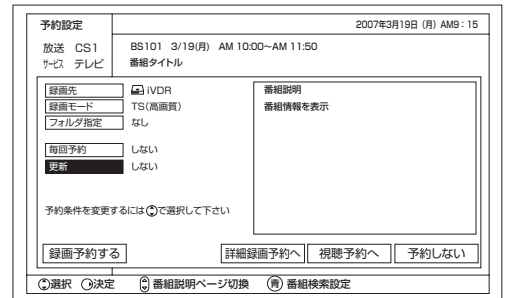 予約設定 2007年3月19日 (月) AM9：15
放送 CS1 BS101 3/19(月) AM 10:00~AM 11:50
サービス テレビ 番組タイトル
録画先 iVDR 番組説明
録画モード TS(高画質) 番組情報を表示
フォルダ指定 なし
毎回予約 しない
更新 しない
予約条件を変更するには で選択して下さい
録画予約する 詳細録画予約へ 視聴予約へ 予約しない
選択 決定 番組説明ページ切換 青 番組検索設定